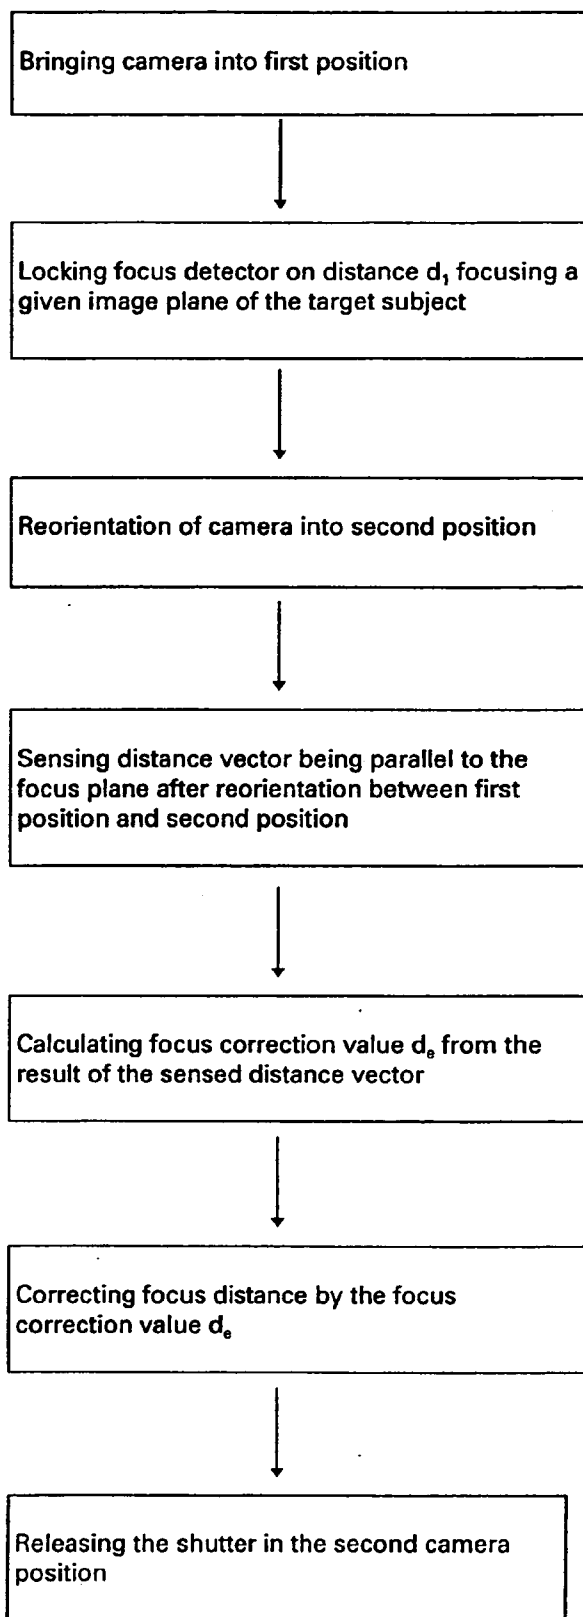 Bringing camera into first position
Locking focus detector on distance d₁ focusing a
given image plane of the target subject
Reorientation of camera into second position
Sensing distance vector being parallel to the
focus plane after reorientation between first
position and second position
Calculating focus correction value dₑ from the
result of the sensed distance vector
Correcting focus distance by the focus
correction value dₑ
Releasing the shutter in the second camera
position